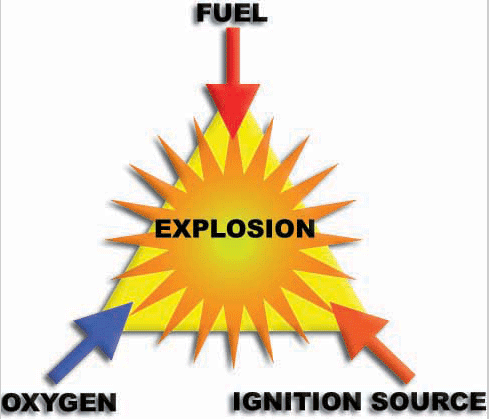 FUEL
EXPLOSION
OXYGEN
IGNITION SOURCE